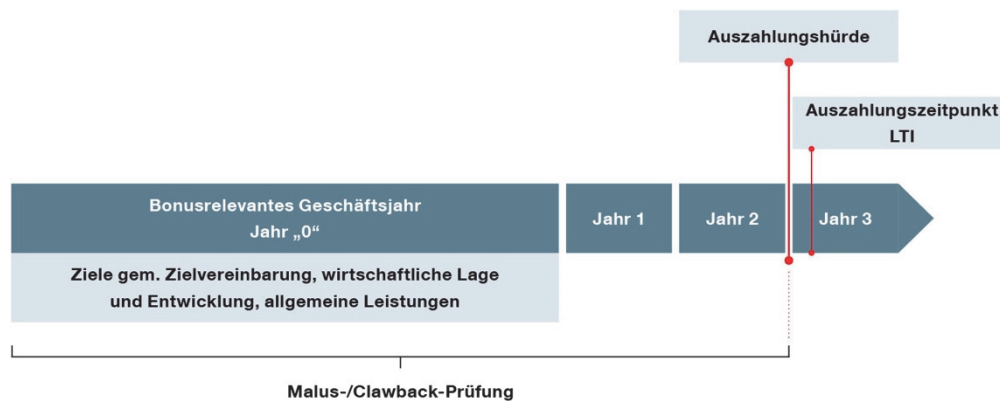 Auszahlungshürde
Auszahlungszeitpunkt
LTI
Bonusrelevantes Geschäftsjahr
Jahr „0“
Jahr 1
Jahr 2
Jahr 3
Ziele gem. Zielvereinbarung, wirtschaftliche Lage
und Entwicklung, allgemeine Leistungen
Malus-/Clawback-Prüfung